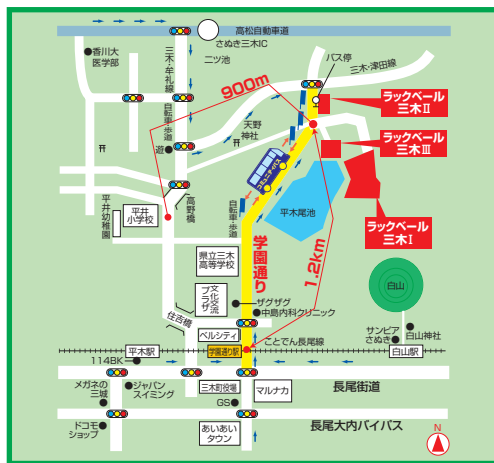 高松自動車道
さぬき三木IC
香川大
医学部
三木・牟礼線
二ツ池
バス停
三木・津田線
ラックベール
三木Ⅱ
900m
自転車歩道
天野
神社
遊
ラックベール
三木Ⅲ
コミュニティバス
高野橋
平井
小学校
平井幼稚園
自転車・歩道
平木尾池
ラックベール
三木Ⅰ
学園通り
1.2km
県立三木
高等学校
白山
文化交流
プラザ
ザグザグ
中島内科クリニック
住吉橋
ベルシティ
サンピア
さぬき
白山神社
ことでん長尾線
平木駅
学園通り駅
白山駅
114BK
メガネの
三城
ジャパン
スイミング
三木町役場
マルナカ
長尾街道
GS
ドコモ
ショップ
あいあい
タウン
長尾大内バイパス
N